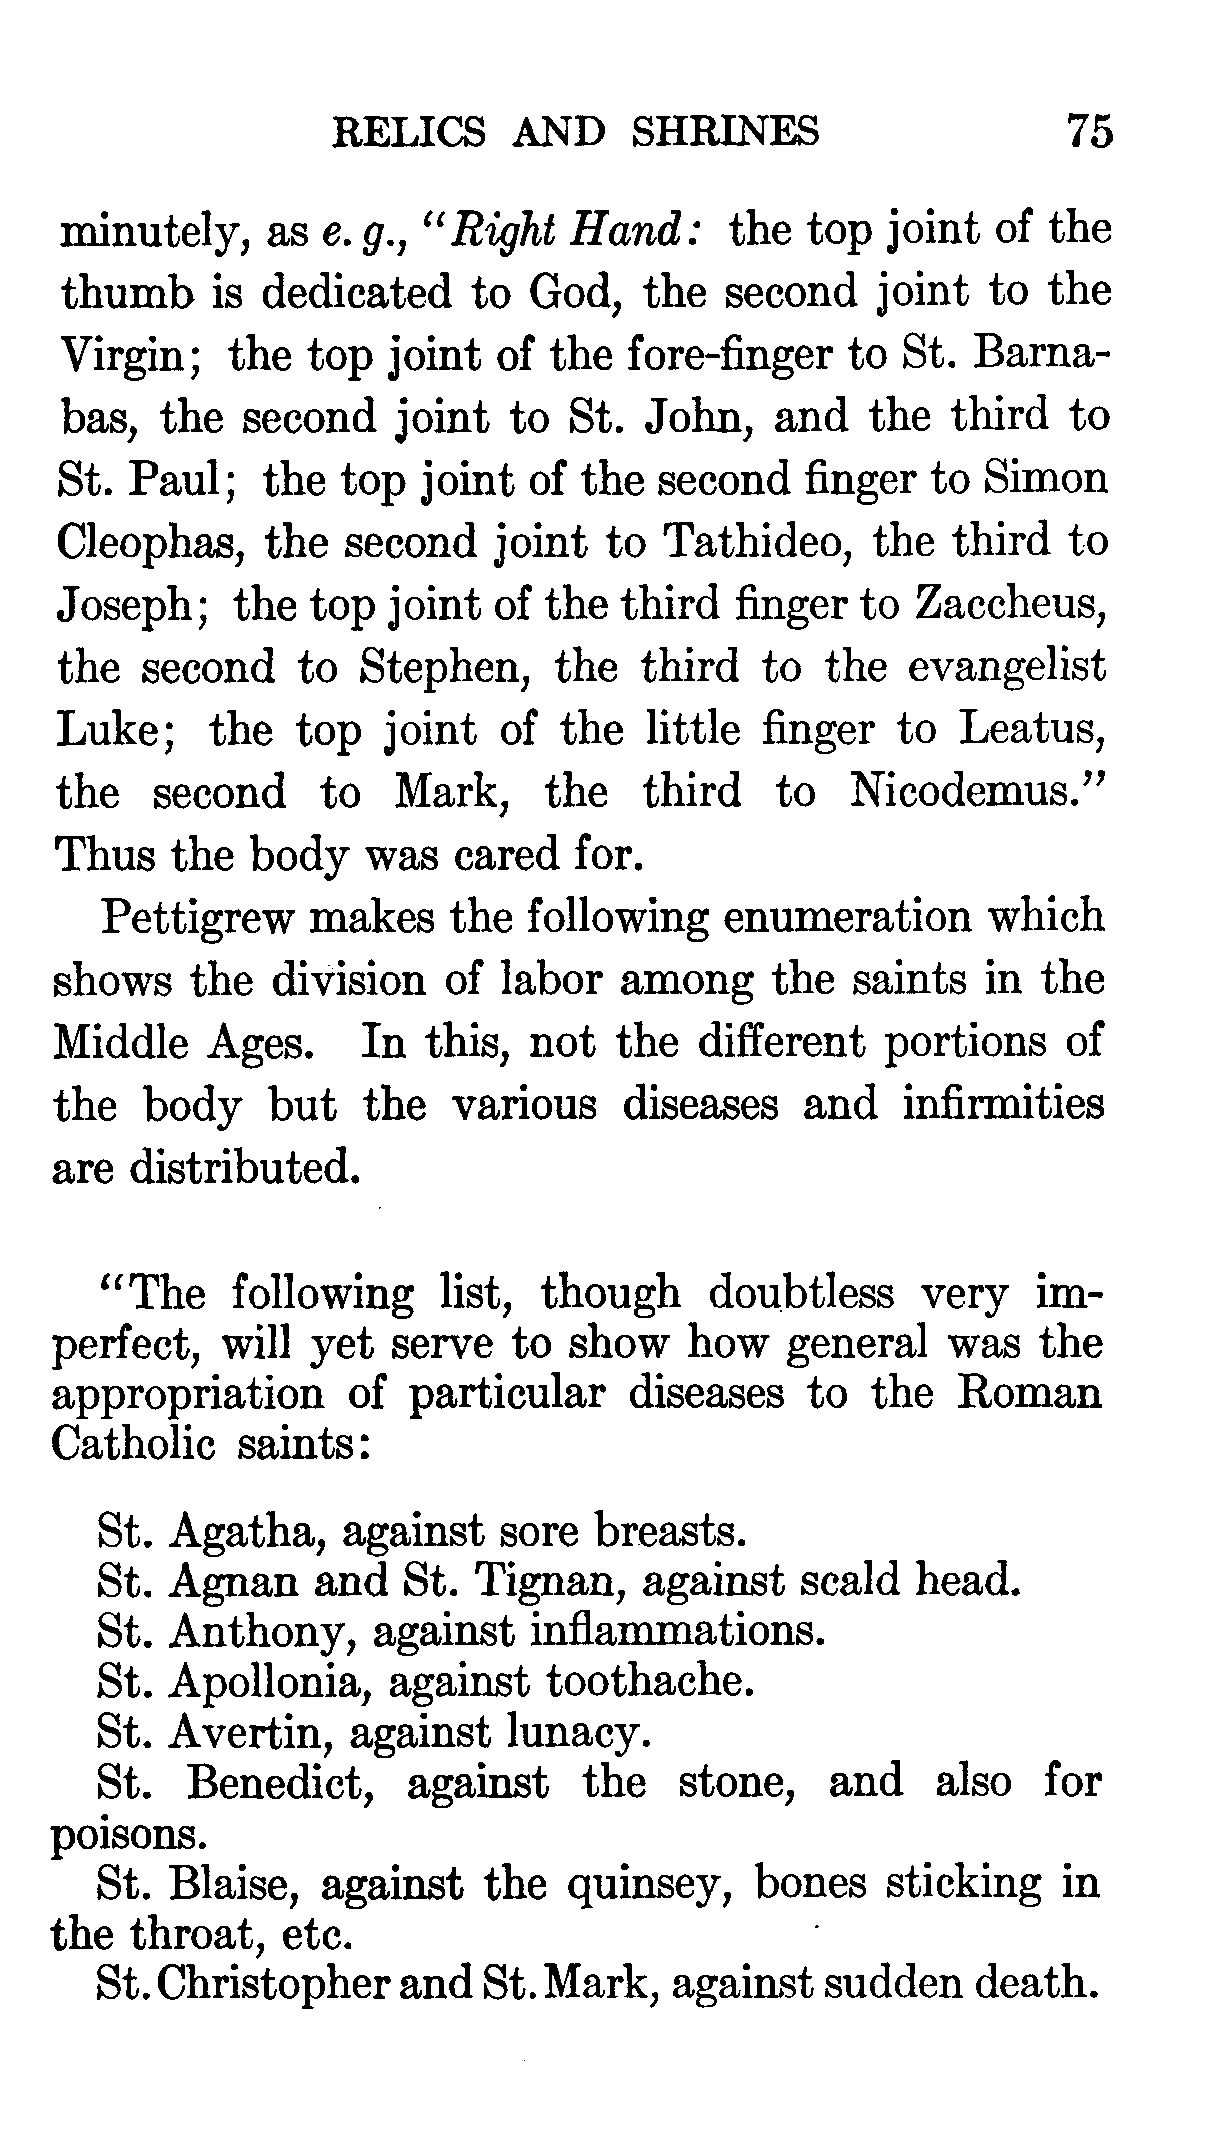 RELICS AND SHRINES 75
minutely, as e. g., "Right Hand: the top joint of the
thumb is dedicated to God, the second joint to the
Virgin; the top joint of the fore-finger to St. Barna-
bas, the second joint to St. John, and the third to
St. Paul; the top joint of the second finger to Simon
Cleophas, the second joint to Tathideo, the third to
Joseph; the top joint of the third finger to Zaccheus,
the second to Stephen, the third to the evangelist
Luke; the top joint of the little finger to Leatus,
the second to Mark, the third to Nicodemus."
Thus the body was cared for.
Pettigrew makes the following enumeration which
shows the division of labor among the saints in the
Middle Ages. In this, not the different portions of
the body but the various diseases and infirmities
are distributed.
"The following list, though doubtless very im-
perfect, will yet serve to show how general was the
appropriation of particular diseases to the Roman
Catholic saints:
St. Agatha, against sore breasts.
St. Agnan and St. Tignan, against scald head.
St. Anthony, against inflammations.
St. Apollonia, against toothache.
St. Avertin, against lunacy.
St. Benedict, against the stone, and also for
poisons.
St. Blaise, against the quinsey, bones sticking in
the throat, etc.
St. Christopher and St. Mark, against sudden death.